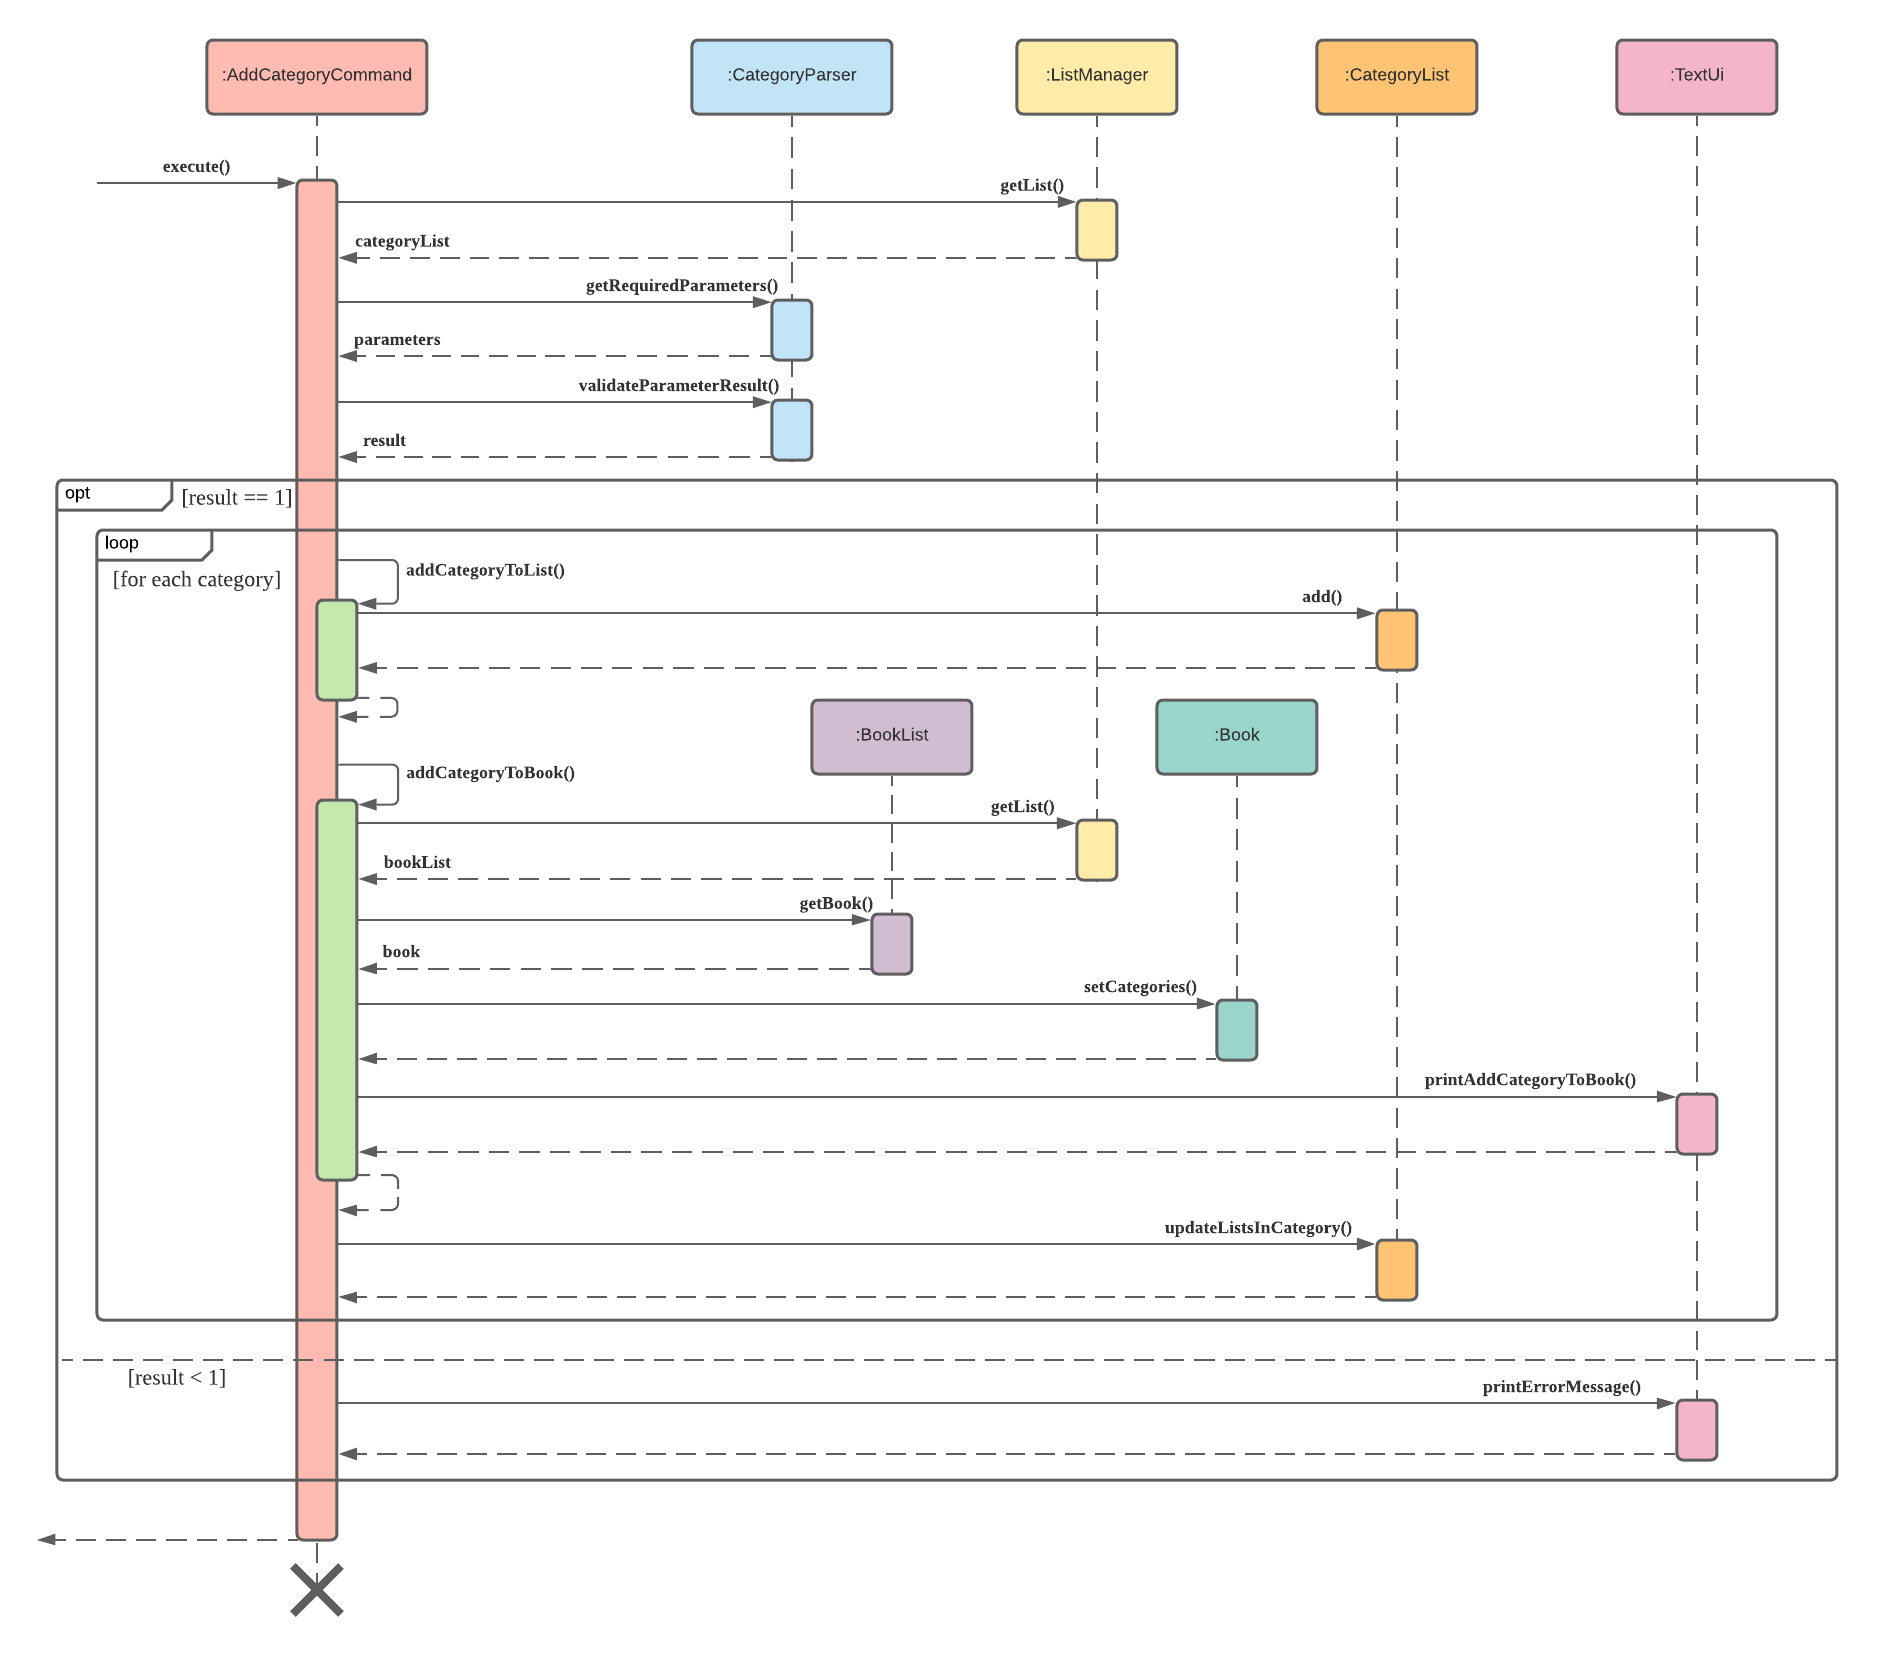 :AddCategoryCommand
:CategoryParser
:ListManager
:CategoryList
:TextUi
execute()
getList()
categoryList
getRequiredParameters()
parameters
validateParameterResult()
result
opt
[result == 1]
loop
[for each category]
addCategoryToList()
add()
:BookList
:Book
addCategoryToBook()
getList()
bookList
getBook()
book
setCategories()
printAddCategoryToBook()
updateListsInCategory()
[result < 1]
printErrorMessage()